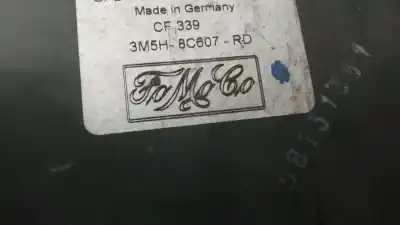 Made in Germany
CF 339
3M5H- 8C607 - RD
FoMoCo